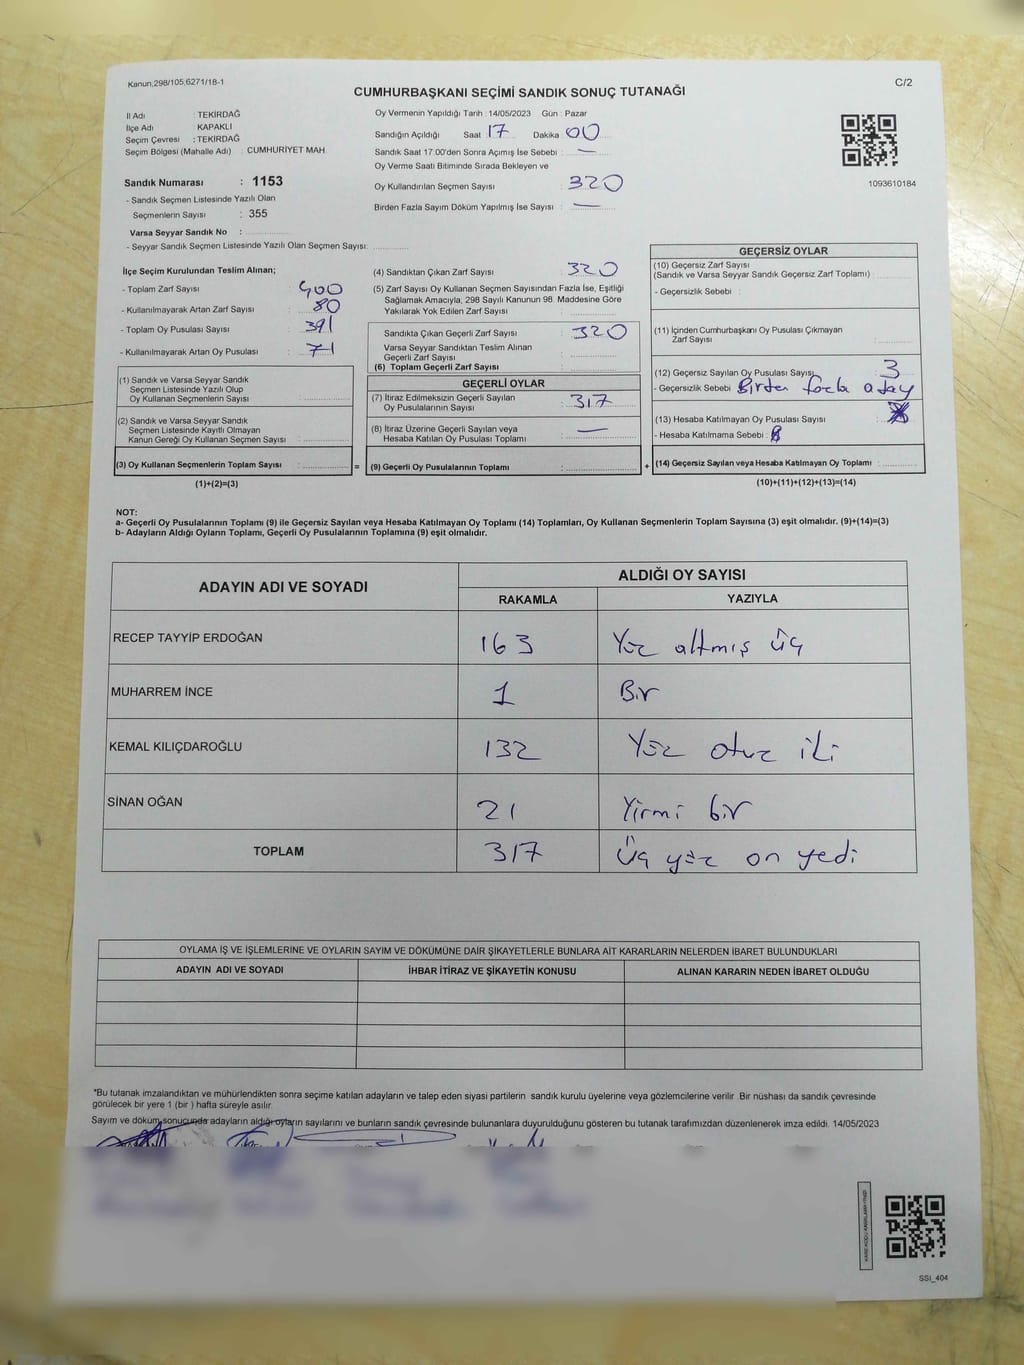 Kanun,298/105,6271/18-1
C/2
CUMHURBAŞKANI SEÇİMİ SANDIK SONUÇ TUTANAĞI
İl Adı : TEKİRDAĞ
İlçe Adı : KAPAKLI
Seçim Çevresi : TEKİRDAĞ
Seçim Bölgesi (Mahalle Adı) : CUMHURİYET MAH.
Sandık Numarası : 1153
- Sandık Seçmen Listesinde Yazılı Olan
Seçmenlerin Sayısı : 355
Varsa Seyyar Sandık No :
- Seyyar Sandık Seçmen Listesinde Yazılı Olan Seçmen Sayısı:
Oy Vermenin Yapıldığı Tarih : 14/05/2023 Gün : Pazar
Sandığın Açıldığı Saat 17 Dakika 00
Sandık Saat 17:00'den Sonra Açımış İse Sebebi : —
Oy Verme Saati Bitiminde Sırada Bekleyen ve
Oy Kullandırılan Seçmen Sayısı : 320
Birden Fazla Sayım Döküm Yapılmış İse Sayısı : —
1093610184
İlçe Seçim Kurulundan Teslim Alınan;
- Toplam Zarf Sayısı : 400
- Kullanılmayarak Artan Zarf Sayısı : 80
- Toplam Oy Pusulası Sayısı : 391
- Kullanılmayarak Artan Oy Pusulası : 71
(1) Sandık ve Varsa Seyyar Sandık
Seçmen Listesinde Yazılı Olup
Oy Kullanan Seçmenlerin Sayısı :
(2) Sandık ve Varsa Seyyar Sandık
Seçmen Listesinde Kayıtlı Olmayan
Kanun Gereği Oy Kullanan Seçmen Sayısı :
(3) Oy Kullanan Seçmenlerin Toplam Sayısı :
(1)+(2)=(3)
(4) Sandıktan Çıkan Zarf Sayısı : 320
(5) Zarf Sayısı Oy Kullanan Seçmen Sayısından Fazla İse, Eşitliği
Sağlamak Amacıyla, 298 Sayılı Kanunun 98. Maddesine Göre
Yakılarak Yok Edilen Zarf Sayısı :
Sandıkta Çıkan Geçerli Zarf Sayısı : 320
Varsa Seyyar Sandıktan Teslim Alınan
Geçerli Zarf Sayısı :
(6) Toplam Geçerli Zarf Sayısı :
GEÇERLİ OYLAR
(7) İtiraz Edilmeksizin Geçerli Sayılan
Oy Pusulalarının Sayısı : 317
(8) İtiraz Üzerine Geçerli Sayılan veya
Hesaba Katılan Oy Pusulası Toplamı : —
= (9) Geçerli Oy Pusulalarının Toplamı :
GEÇERSİZ OYLAR
(10) Geçersiz Zarf Sayısı
(Sandık ve Varsa Seyyar Sandık Geçersiz Zarf Toplamı) :
- Geçersizlik Sebebi :
(11) İçinden Cumhurbaşkanı Oy Pusulası Çıkmayan
Zarf Sayısı :
(12) Geçersiz Sayılan Oy Pusulası Sayısı : 3
- Geçersizlik Sebebi : Birden fazla aday
(13) Hesaba Katılmayan Oy Pusulası Sayısı :
- Hesaba Katılmama Sebebi :
+ (14) Geçersiz Sayılan veya Hesaba Katılmayan Oy Toplamı :
(10)+(11)+(12)+(13)=(14)
NOT:
a- Geçerli Oy Pusulalarının Toplamı (9) ile Geçersiz Sayılan veya Hesaba Katılmayan Oy Toplamı (14) Toplamları, Oy Kullanan Seçmenlerin Toplam Sayısına (3) eşit olmalıdır. (9)+(14)=(3)
b- Adayların Aldığı Oyların Toplamı, Geçerli Oy Pusulalarının Toplamına (9) eşit olmalıdır.
ADAYIN ADI VE SOYADI ALDIĞI OY SAYISI
RAKAMLA YAZIYLA
RECEP TAYYİP ERDOĞAN 163 Yüz altmış üç
MUHARREM İNCE 1 Bir
KEMAL KILIÇDAROĞLU 132 Yüz otuz iki
SİNAN OĞAN 21 Yirmi bir
TOPLAM 317 Üç yüz on yedi
OYLAMA İŞ VE İŞLEMLERİNE VE OYLARIN SAYIM VE DÖKÜMÜNE DAİR ŞİKAYETLERLE BUNLARA AİT KARARLARIN NELERDEN İBARET BULUNDUKLARI
ADAYIN ADI VE SOYADI İHBAR İTİRAZ VE ŞİKAYETİN KONUSU ALINAN KARARIN NEDEN İBARET OLDUĞU
*Bu tutanak imzalandıktan ve mühürlendikten sonra seçime katılan adayların ve talep eden siyasi partilerin sandık kurulu üyelerine veya gözlemcilerine verilir. Bir nüshası da sandık çevresinde
görülecek bir yere 1 (bir ) hafta süreyle asılır.
Sayım ve döküm sonucunda adayların aldığı oyların sayılarını ve bunların sandık çevresinde bulunanlara duyurulduğunu gösteren bu tutanak tarafımızdan düzenlenerek imza edildi. 14/05/2023
SSI_404